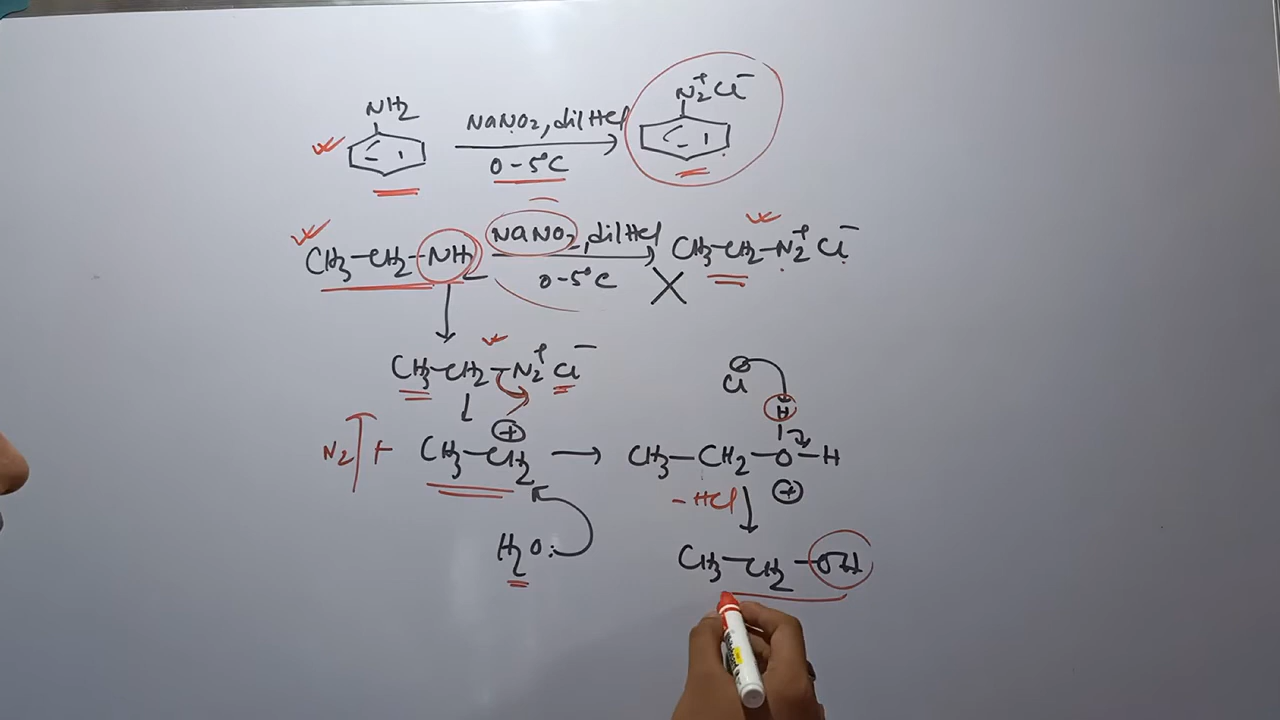 NH2 NaNO2, dil HCl N2+ Cl-
0-5°C
CH3-CH2-NH2 NaNO2, dil HCl CH3-CH2-N2+ Cl-
0-5°C
CH3-CH2-N2+ Cl-
Cl
H
N2 + CH3-CH2 CH3-CH2-O-H
-HCl
H2O:
CH3-CH2-OH